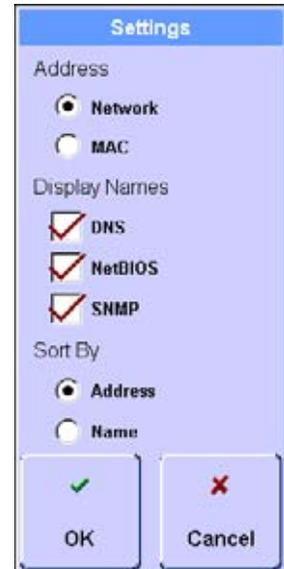 Settings
Address
Network
MAC
Display Names
DNS
NetBIOS
SNMP
Sort By
Address
Name
OK Cancel